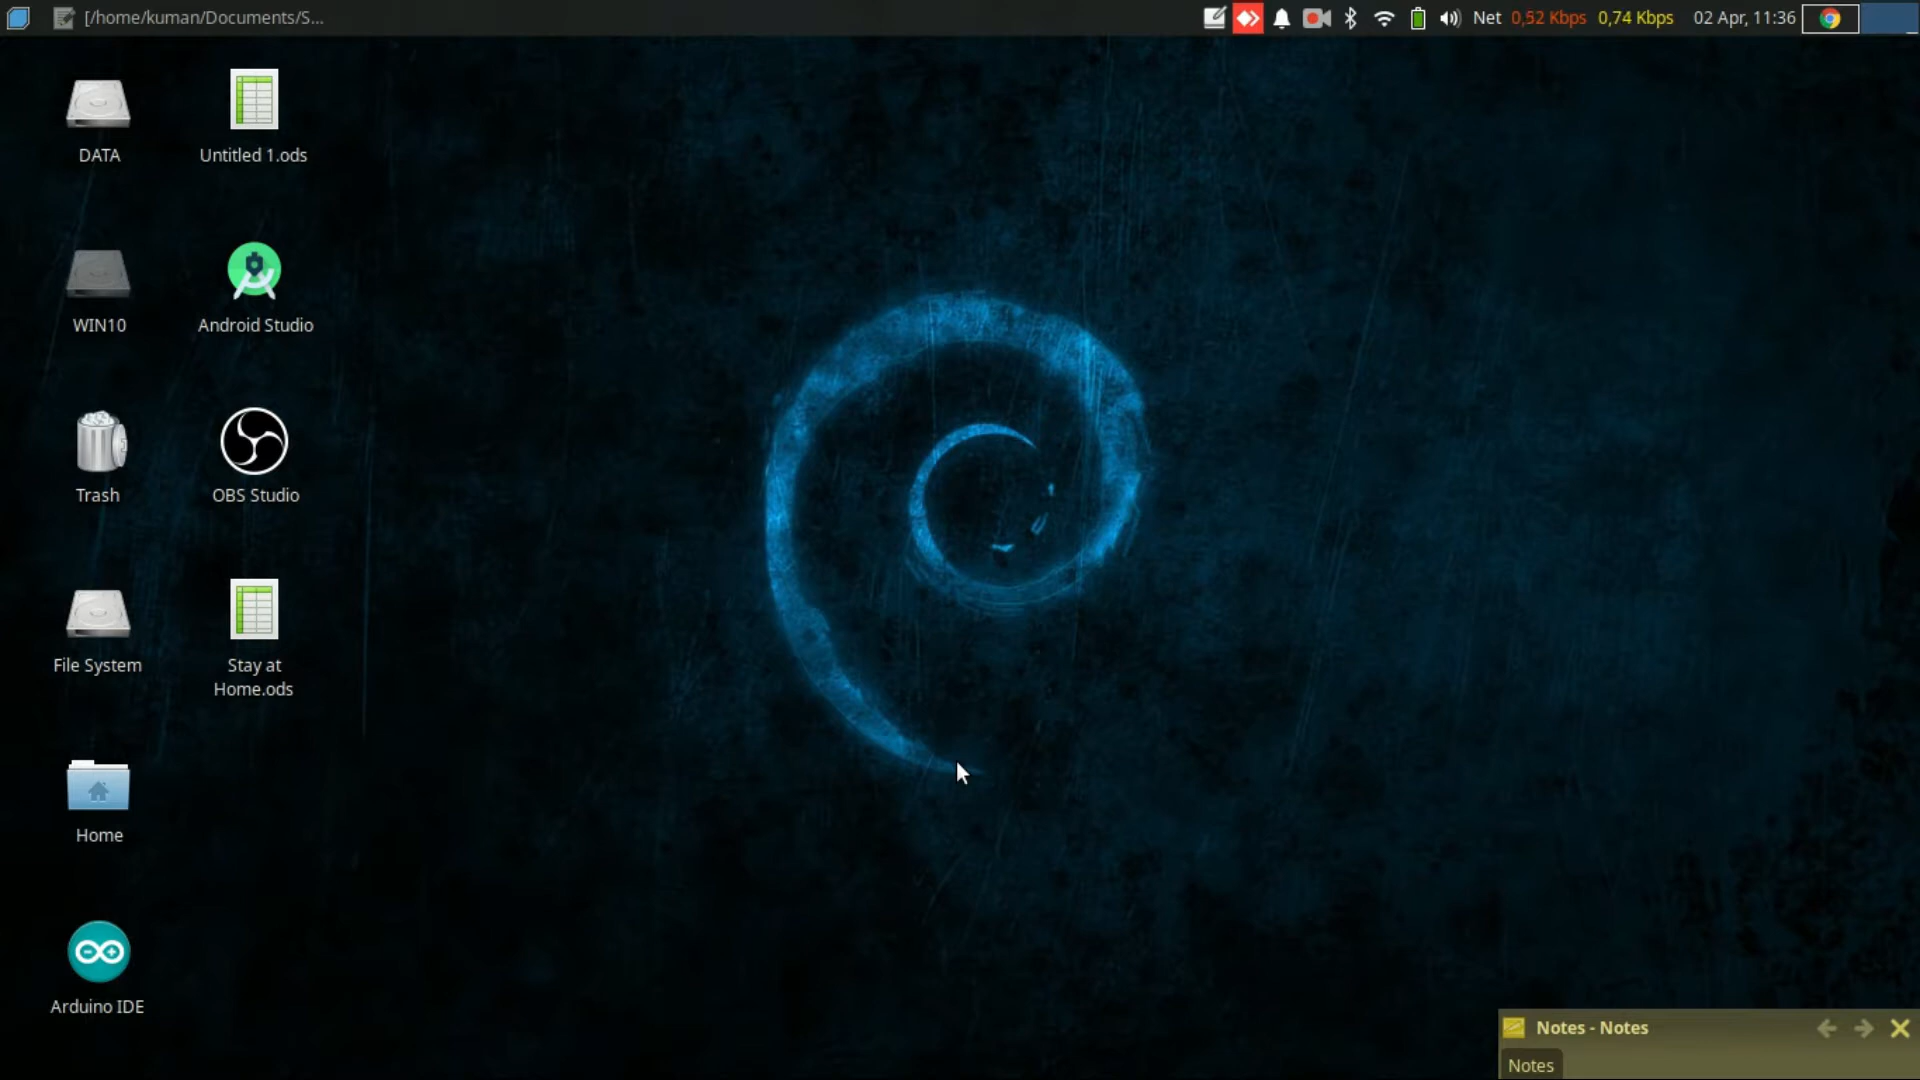 [/home/kuman/Documents/S...
Net 0,52 Kbps 0,74 Kbps 02 Apr, 11:36
DATA
Untitled 1.ods
WIN10
Android Studio
Trash
OBS Studio
File System
Stay at
Home.ods
Home
Arduino IDE
Notes - Notes
Notes